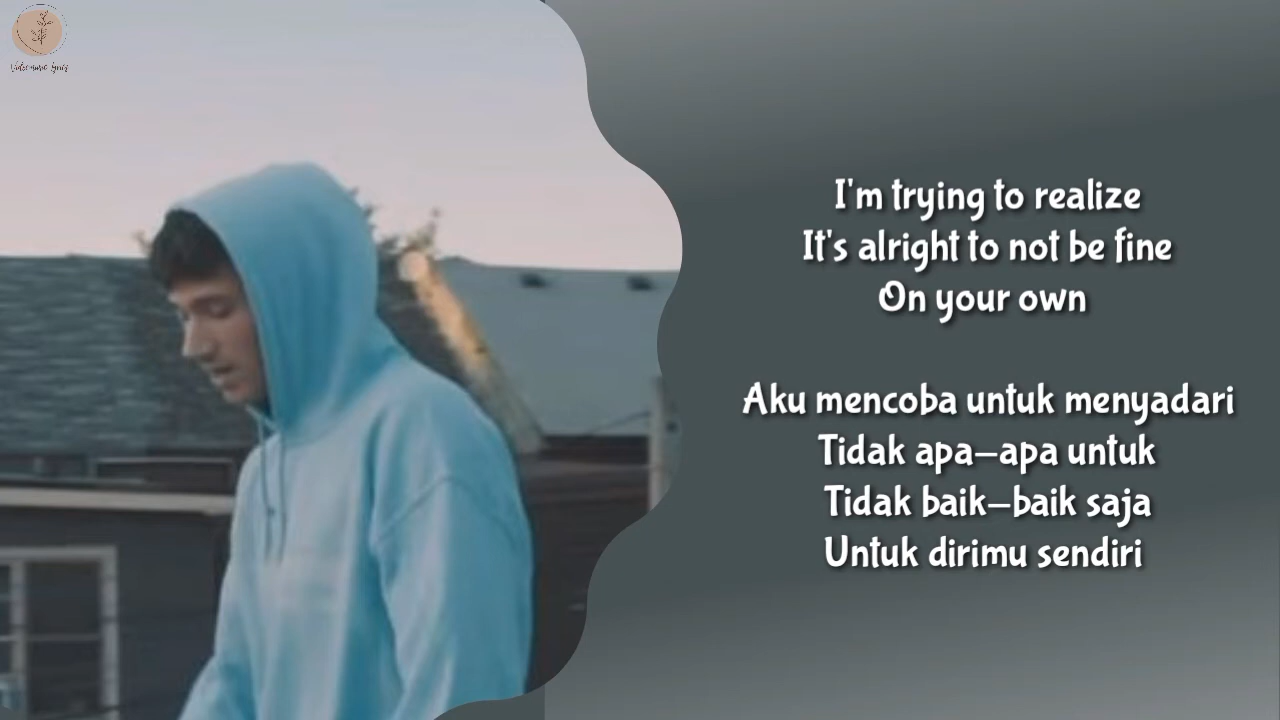 I'm trying to realize
It's alright to not be fine
On your own
Aku mencoba untuk menyadari
Tidak apa-apa untuk
Tidak baik-baik saja
Untuk dirimu sendiri